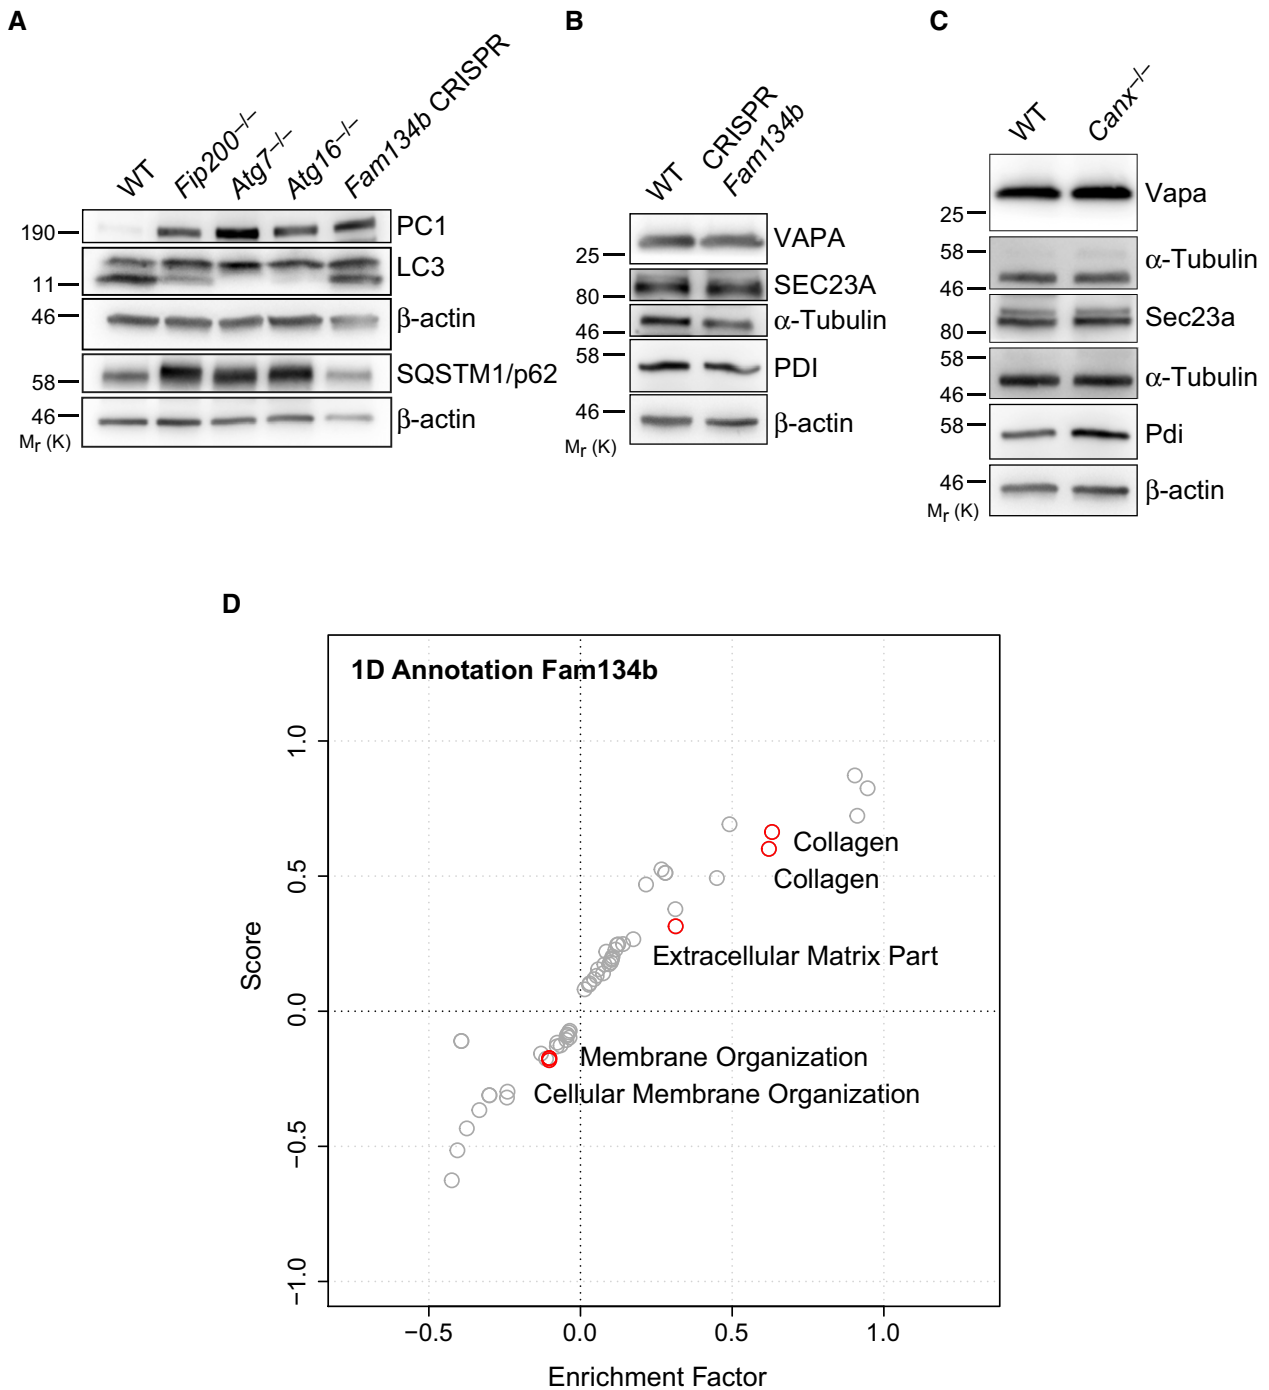 A
WT
Fip200–/–
Atg7–/–
Atg16–/–
Fam134b CRISPR
190
PC1
LC3
11
46
β-actin
SQSTM1/p62
58
46
β-actin
Mr (K)
B
WT
CRISPR
Fam134b
VAPA
25
SEC23A
80
α-Tubulin
46
58
PDI
46
β-actin
Mr (K)
C
WT
Canx–/–
Vapa
25
58
α-Tubulin
46
Sec23a
80
58
α-Tubulin
46
58
Pdi
46
β-actin
Mr (K)
D
1D Annotation Fam134b
Score
1.0
0.5
0.0
−0.5
−1.0
Collagen
Collagen
Extracellular Matrix Part
Membrane Organization
Cellular Membrane Organization
−0.5
0.0
0.5
1.0
Enrichment Factor